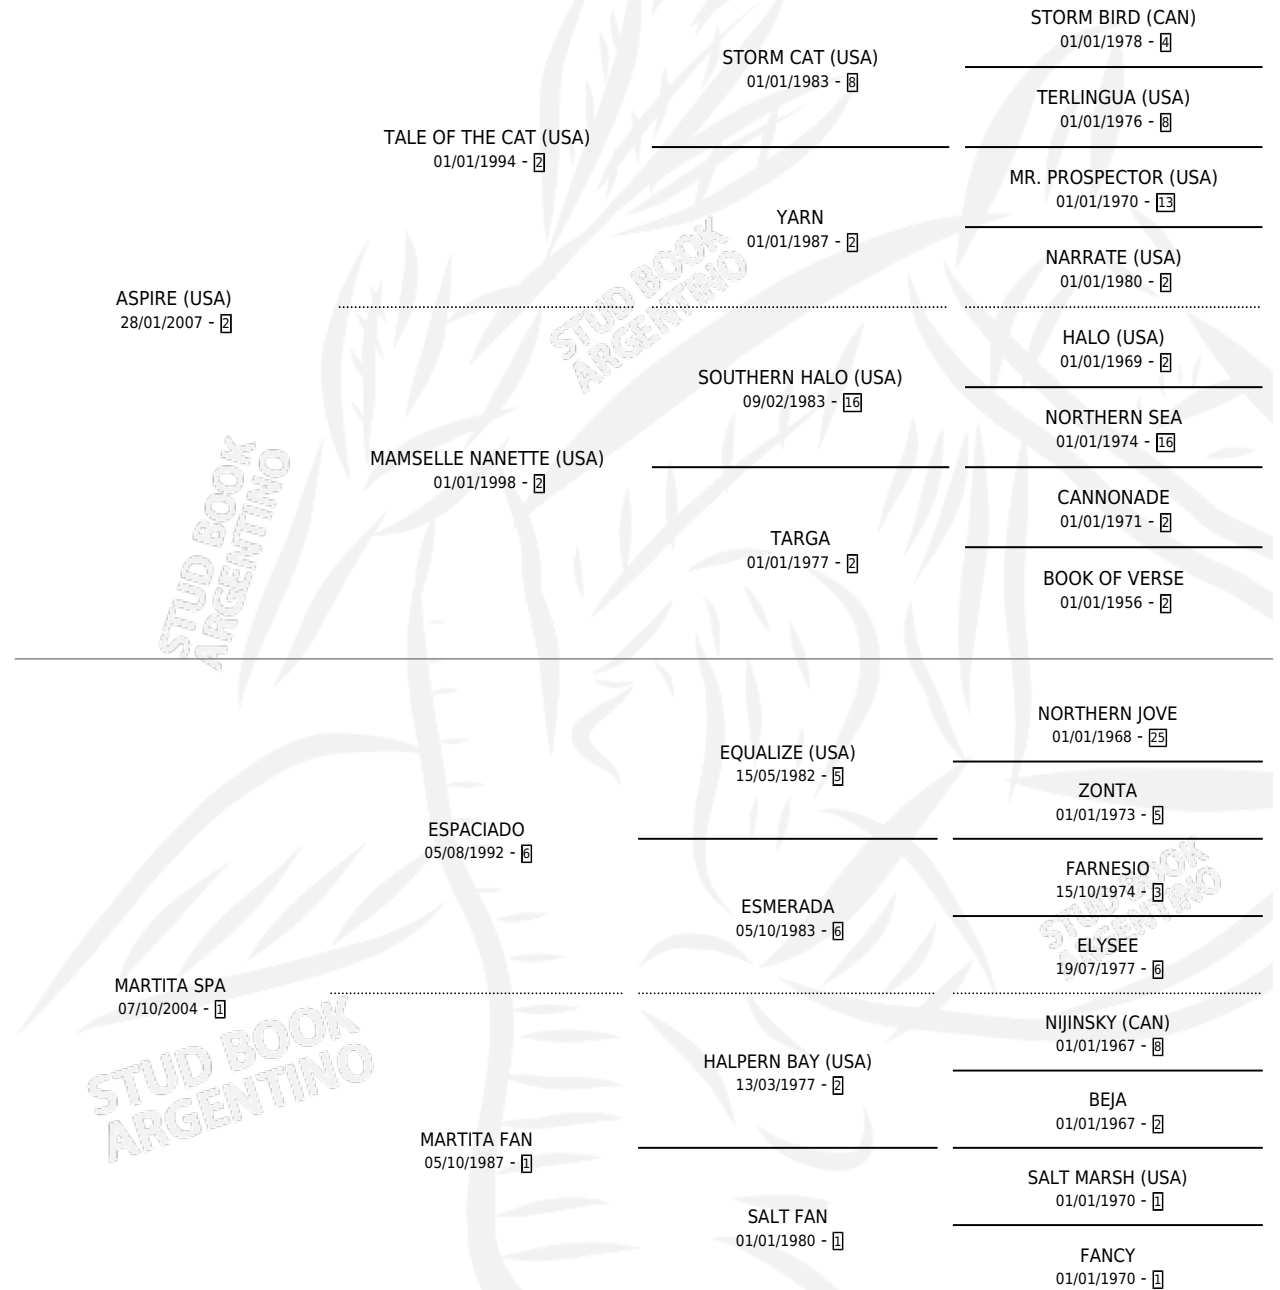 STORM BIRD (CAN)
01/01/1978 - 4
STORM CAT (USA)
01/01/1983 - 8
TERLINGUA (USA)
01/01/1976 - 8
TALE OF THE CAT (USA)
01/01/1994 - 2
MR. PROSPECTOR (USA)
01/01/1970 - 13
YARN
01/01/1987 - 2
NARRATE (USA)
01/01/1980 - 2
ASPIRE (USA)
28/01/2007 - 2
HALO (USA)
01/01/1969 - 2
SOUTHERN HALO (USA)
09/02/1983 - 16
NORTHERN SEA
01/01/1974 - 16
MAMSELLE NANETTE (USA)
01/01/1998 - 2
CANNONADE
01/01/1971 - 2
TARGA
01/01/1977 - 2
BOOK OF VERSE
01/01/1956 - 2
NORTHERN JOVE
01/01/1968 - 25
EQUALIZE (USA)
15/05/1982 - 5
ZONTA
01/01/1973 - 5
ESPACIADO
05/08/1992 - 6
FARNESIO
15/10/1974 - 3
ESMERADA
05/10/1983 - 6
ELYSEE
19/07/1977 - 6
MARTITA SPA
07/10/2004 - 1
NIJINSKY (CAN)
01/01/1967 - 8
HALPERN BAY (USA)
13/03/1977 - 2
BEJA
01/01/1967 - 2
MARTITA FAN
05/10/1987 - 1
SALT MARSH (USA)
01/01/1970 - 1
SALT FAN
01/01/1980 - 1
FANCY
01/01/1970 - 1
STUD BOOK
ARGENTINO
STUD BOOK
ARGENTINO
STUD BOOK
ARGENTINO
STUD BOOK
ARGENTINO